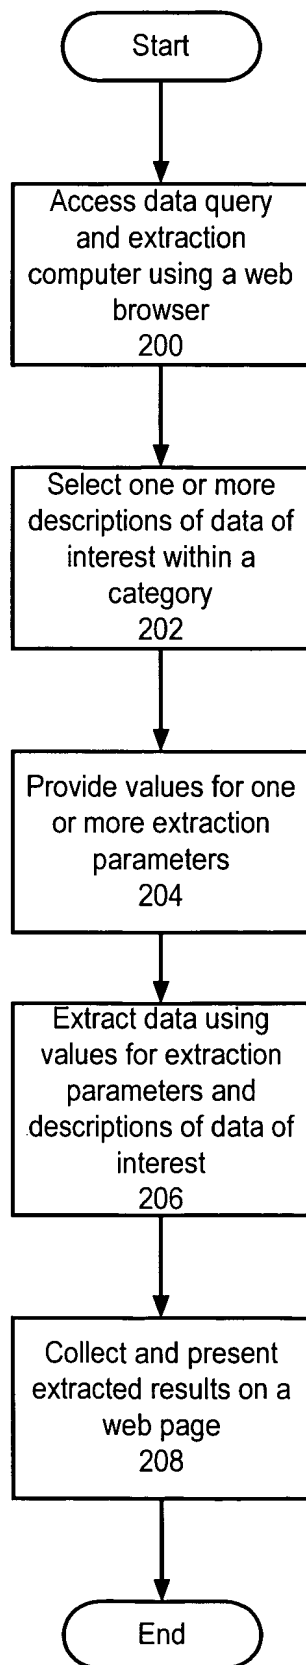 Start
Access data query
and extraction
computer using a web
browser
200
Select one or more
descriptions of data of
interest within a
category
202
Provide values for one
or more extraction
parameters
204
Extract data using
values for extraction
parameters and
descriptions of data of
interest
206
Collect and present
extracted results on a
web page
208
End